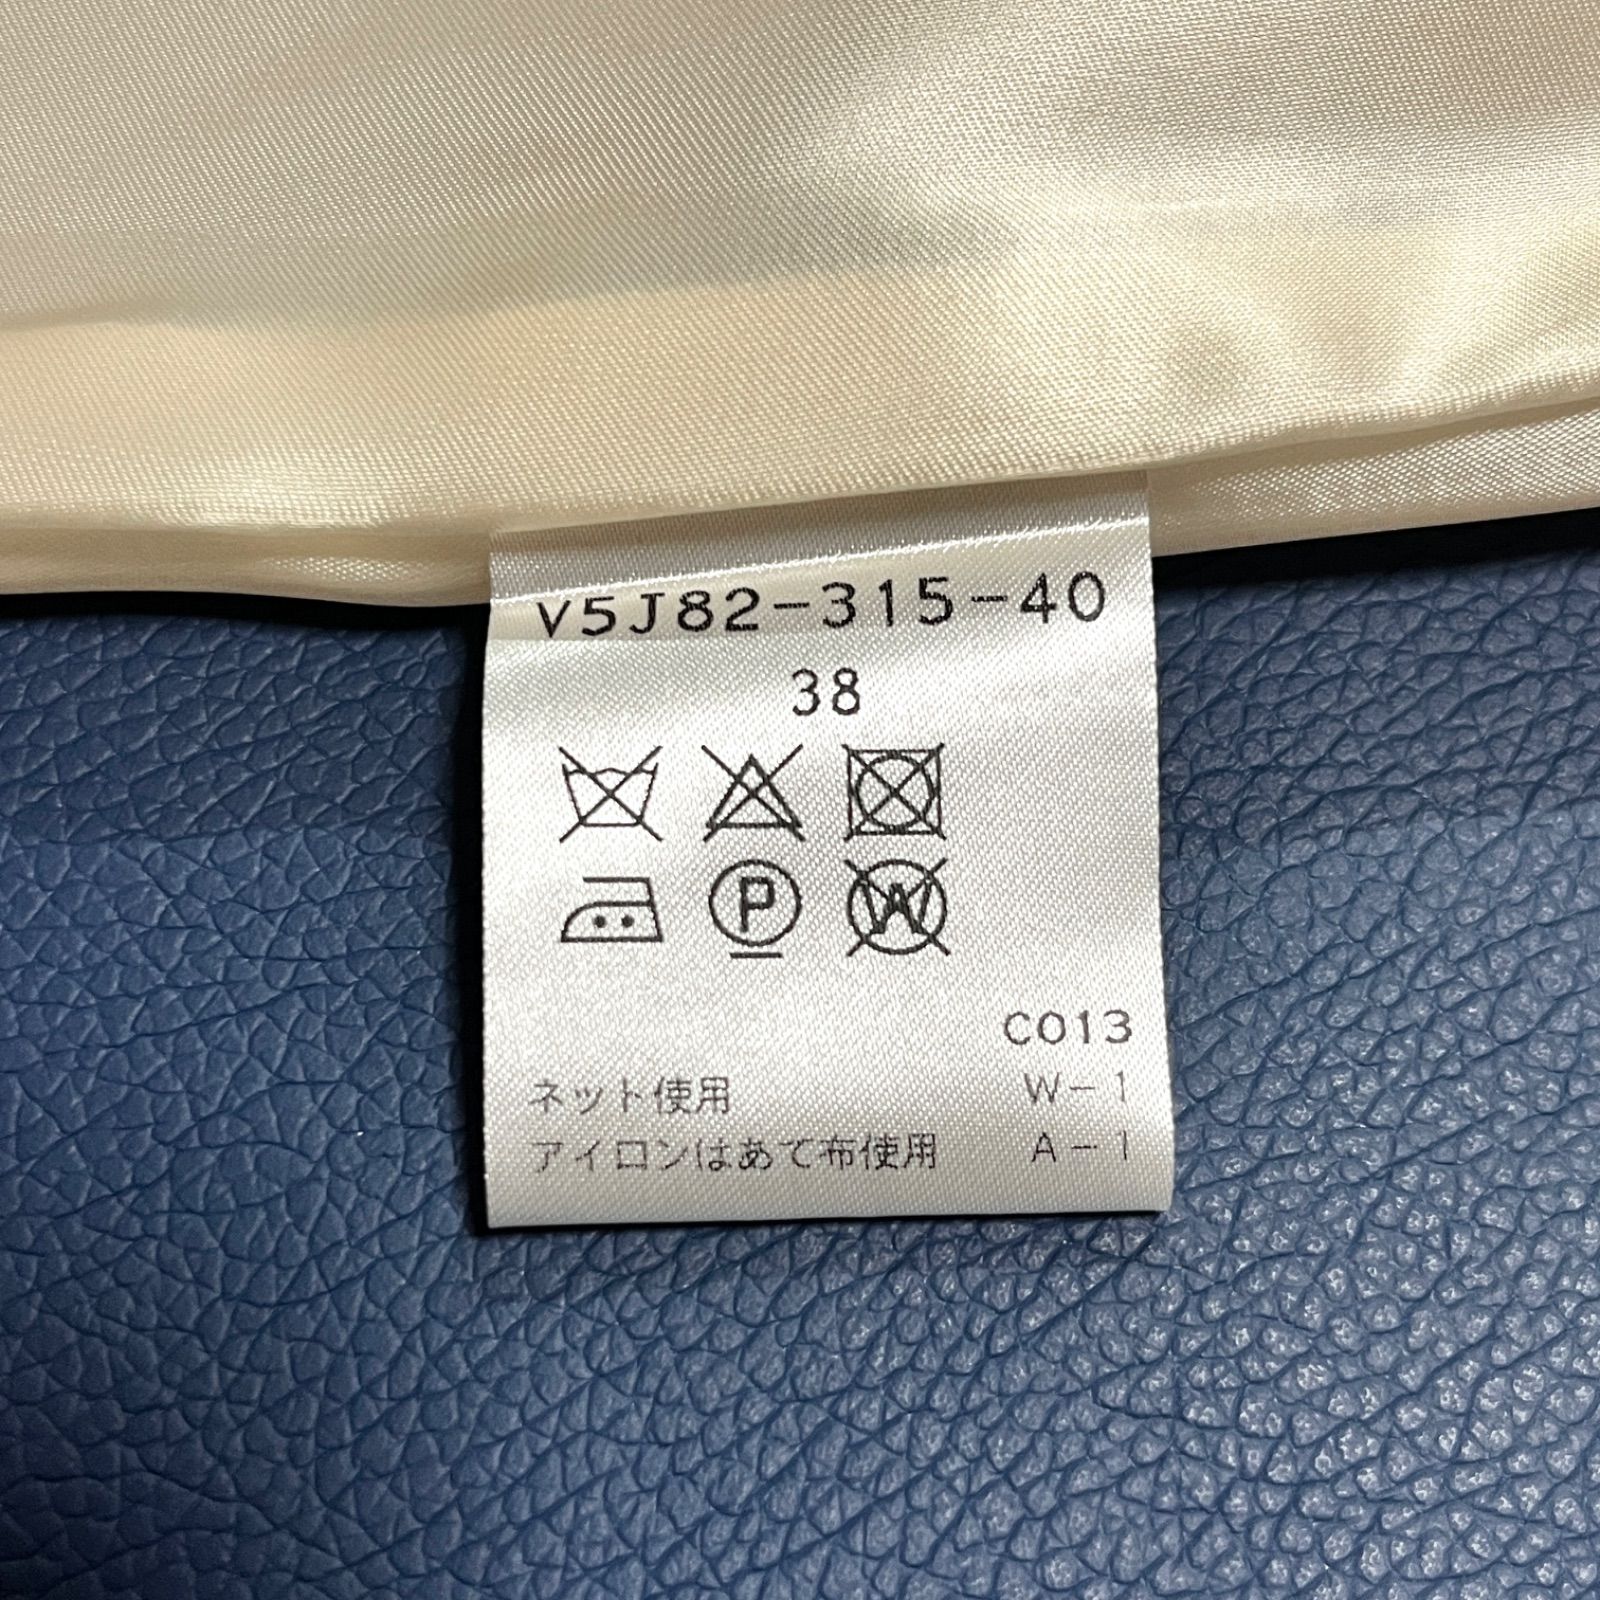 V5J82-315-40
38
P W
C013
ネット使用 W-1
アイロンはあて布使用 A-1